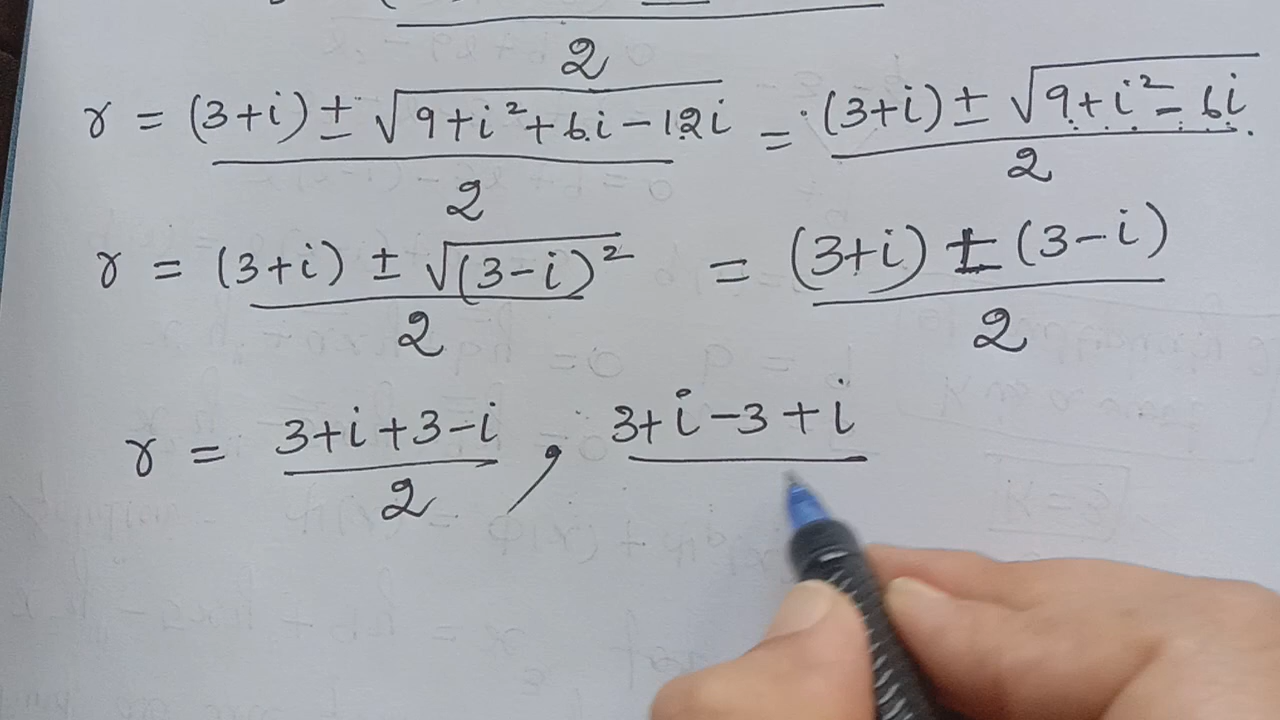 2
r = (3+i) ± √9+i²+6i-12i / 2 = (3+i) ± √9+i²-6i / 2
r = (3+i) ± √(3-i)² / 2 = (3+i) ± (3-i) / 2
r = 3+i+3-i / 2 , 3+i-3+i